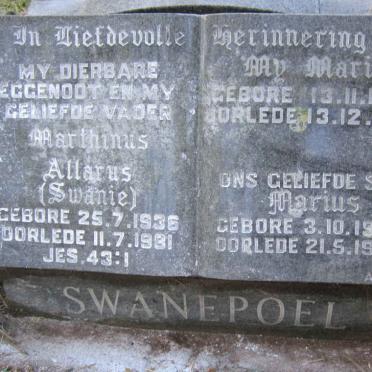 In Liefdevolle Herinnering
MY DIERBARE
EGGENOOT EN MY
GELIEFDE VADER
Marthinus
Allarus
(Swanie)
GEBORE 25.7.1936
OORLEDE 11.7.1981
JES. 43:1
My
GEBORE 13.11.
OORLEDE 13.12.
ONS GELIEFDE S
Marius
GEBORE 3.10.19
OORLEDE 21.5.19
SWANEPOEL